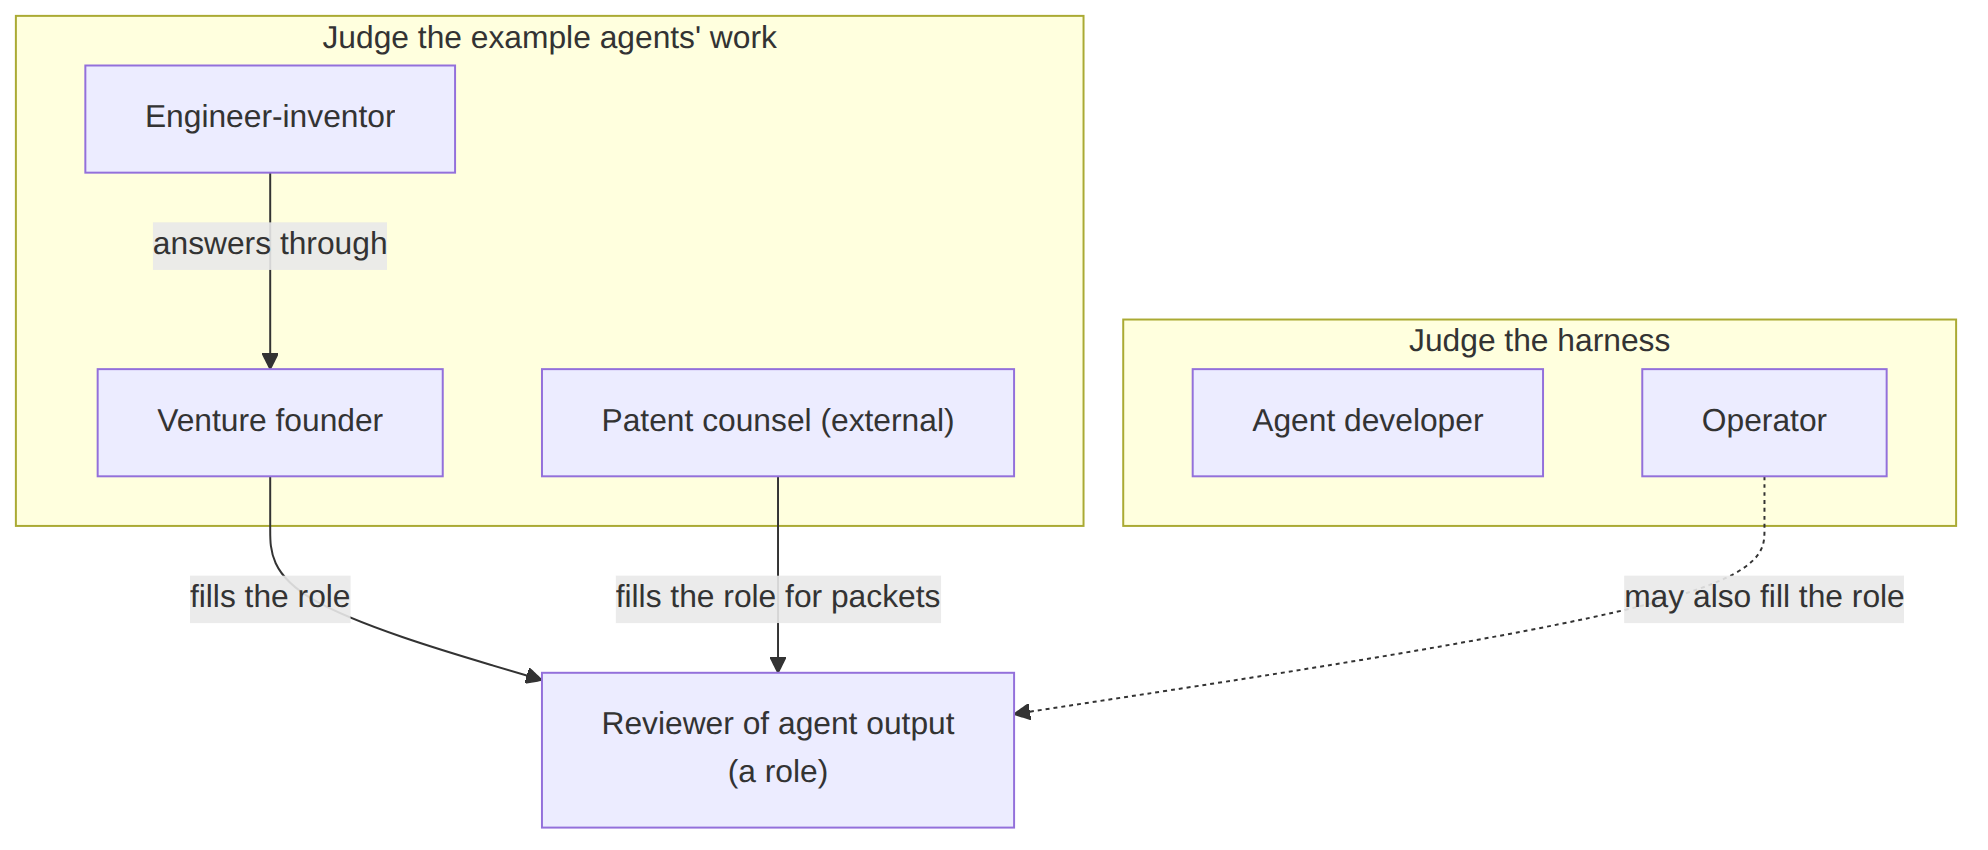 Judge the example agents' work
Engineer-inventor
answers through
Venture founder
Patent counsel (external)
Judge the harness
Agent developer
Operator
fills the role
fills the role for packets
may also fill the role
Reviewer of agent output
(a role)